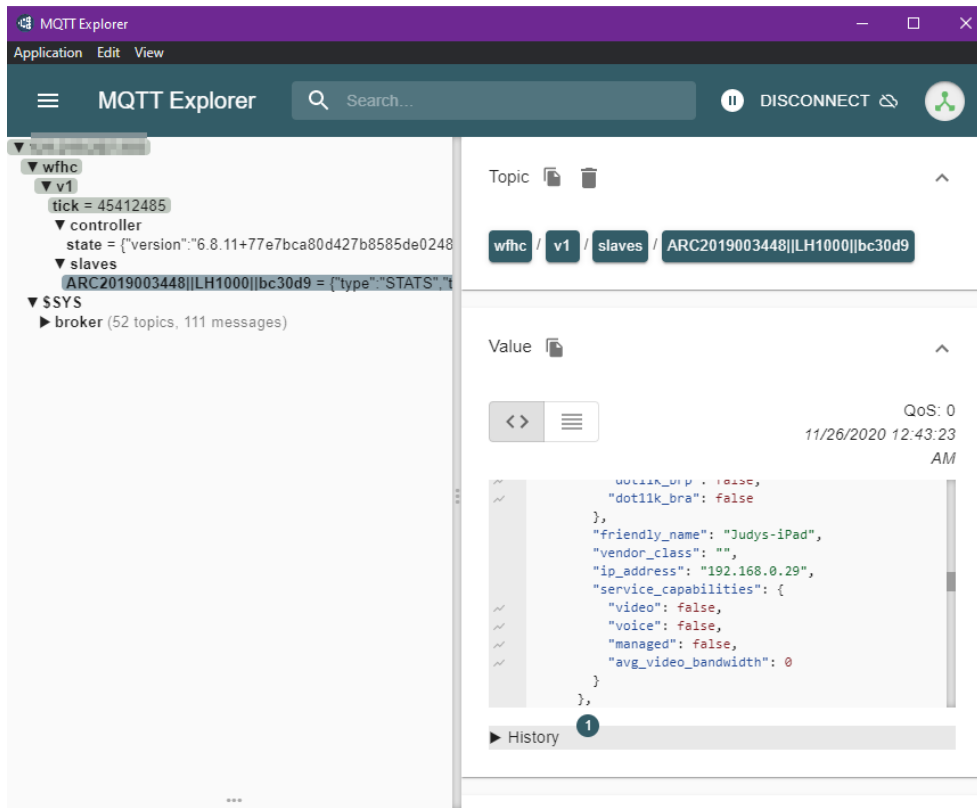 MQTT Explorer
Application Edit View
MQTT Explorer
Search...
DISCONNECT
▼ wfhc
▼ v1
tick = 45412485
▼ controller
state = {"version":"6.8.11+77e7bca80d427b8585de0248
▼ slaves
ARC2019003448||LH1000||bc30d9 = {"type":"STATS","t
▼ $SYS
▶ broker (52 topics, 111 messages)
Topic
wfhc / v1 / slaves / ARC2019003448||LH1000||bc30d9
Value
QoS: 0
11/26/2020 12:43:23
AM
"dot11k_brp": false,
"dot11k_bra": false
},
"friendly_name": "Judys-iPad",
"vendor_class": "",
"ip_address": "192.168.0.29",
"service_capabilities": {
"video": false,
"voice": false,
"managed": false,
"avg_video_bandwidth": 0
}
},
▶ History 1